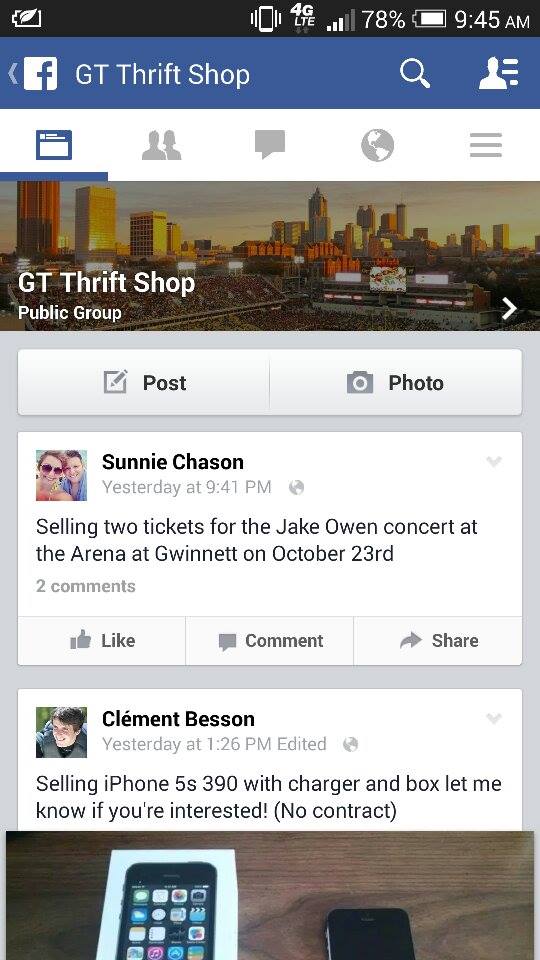 4G
LTE
78%
9:45 AM
f
GT Thrift Shop
GT Thrift Shop
Public Group
Post
Photo
Sunnie Chason
Yesterday at 9:41 PM
Selling two tickets for the Jake Owen concert at
the Arena at Gwinnett on October 23rd
2 comments
Like
Comment
Share
Clément Besson
Yesterday at 1:26 PM Edited
Selling iPhone 5s 390 with charger and box let me
know if you're interested! (No contract)